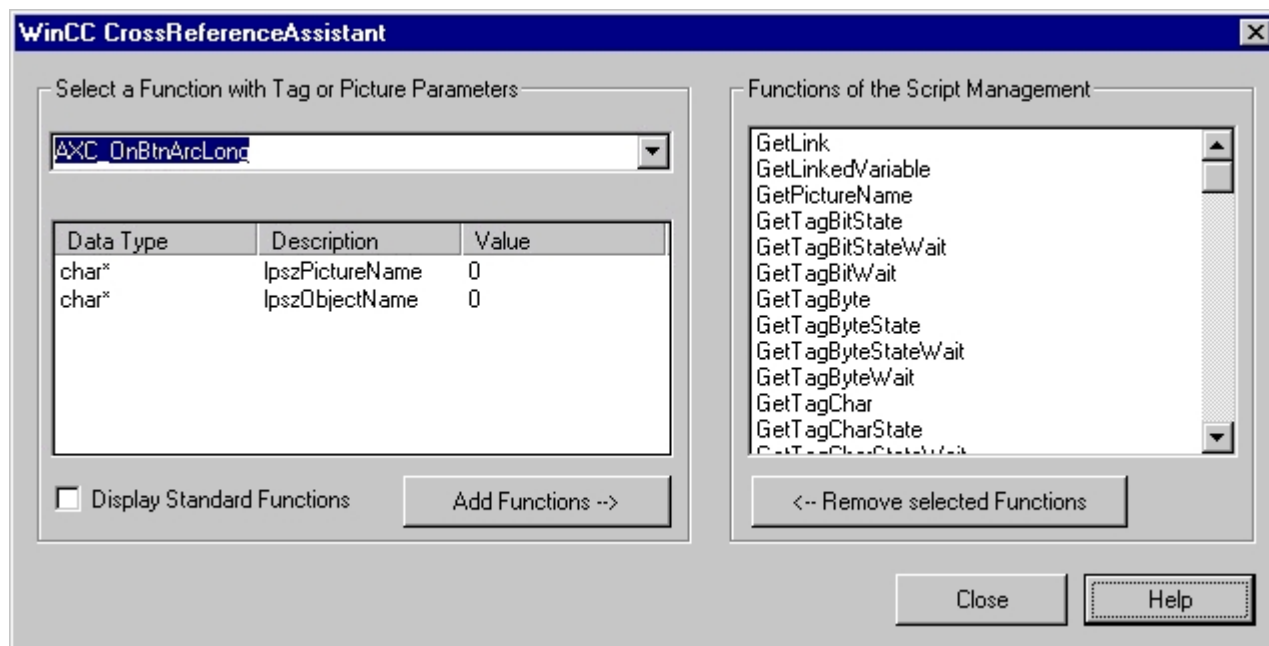 WinCC CrossReferenceAssistant
Select a Function with Tag or Picture Parameters
AXC_OnBtnArcLong
Data Type Description Value
char* lpszPictureName 0
char* lpszObjectName 0
Display Standard Functions
Add Functions -->
Functions of the Script Management
GetLink
GetLinkedVariable
GetPictureName
GetTagBitState
GetTagBitStateWait
GetTagBitWait
GetTagByte
GetTagByteState
GetTagByteStateWait
GetTagByteWait
GetTagChar
GetTagCharState
GetTagCharStateWait
<-- Remove selected Functions
Close
Help